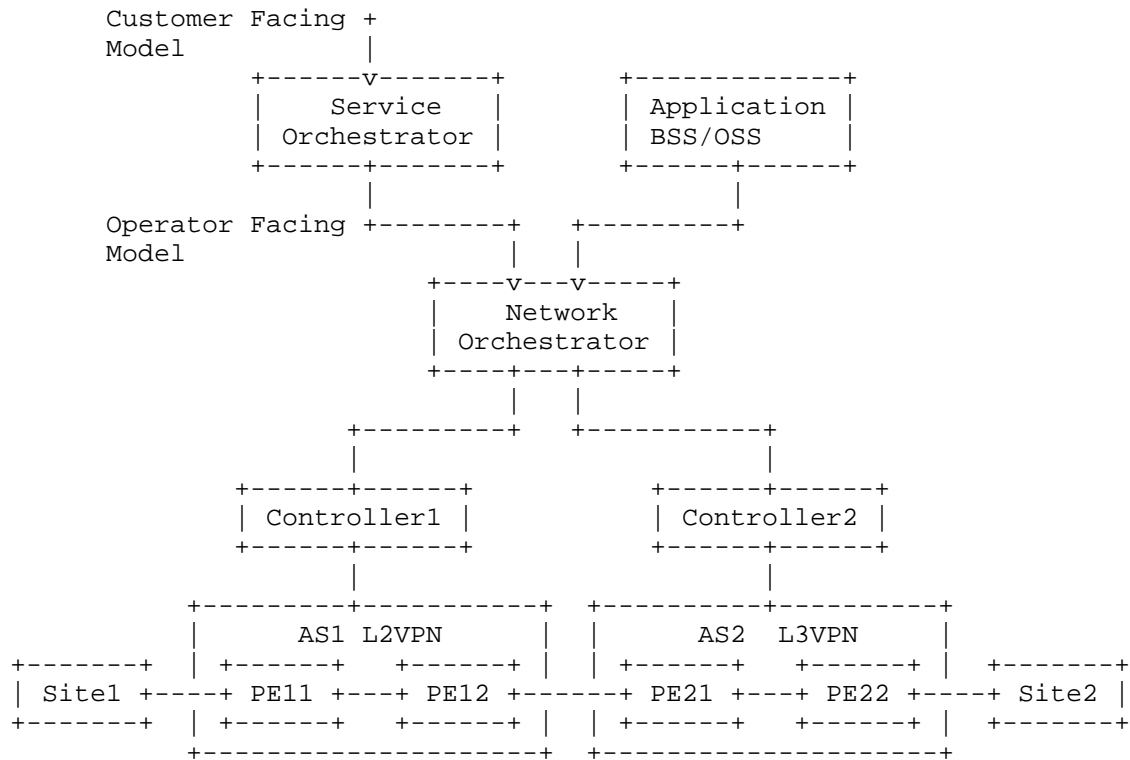 Customer Facing
Model
Service
Orchestrator
Application
BSS/OSS
Operator Facing
Model
Network
Orchestrator
Controller1
Controller2
AS1 L2VPN
AS2 L3VPN
Site1
PE11
PE12
PE21
PE22
Site2